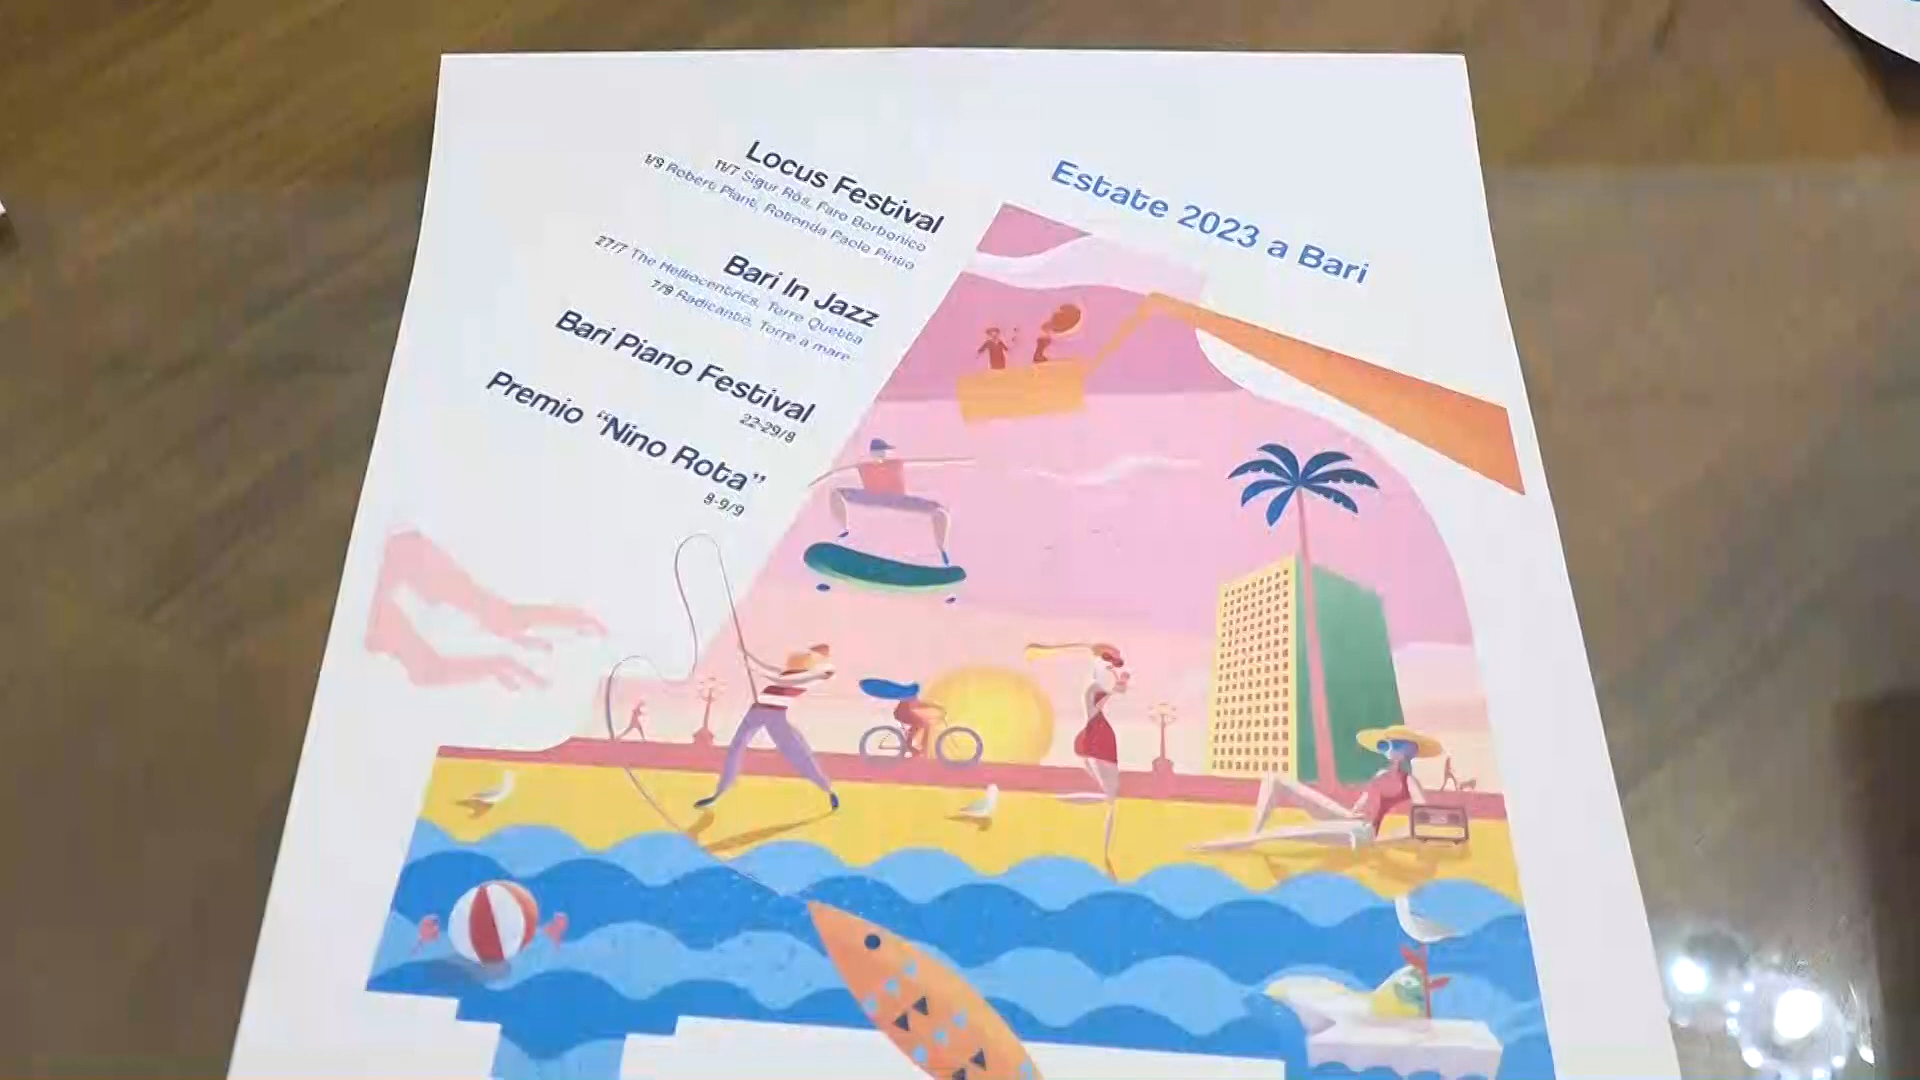 Locus Festival
11/7 Sigur Rós, Faro Borbonico
1/9 Robert Plant, Rotonda Paolo Pinto
Bari In Jazz
27/7 The Heliocentrics, Torre Quetta
7/9 Radicanto, Torre a mare
Bari Piano Festival
22-29/8
Premio “Nino Rota”
8-9/9
Estate 2023 a Bari